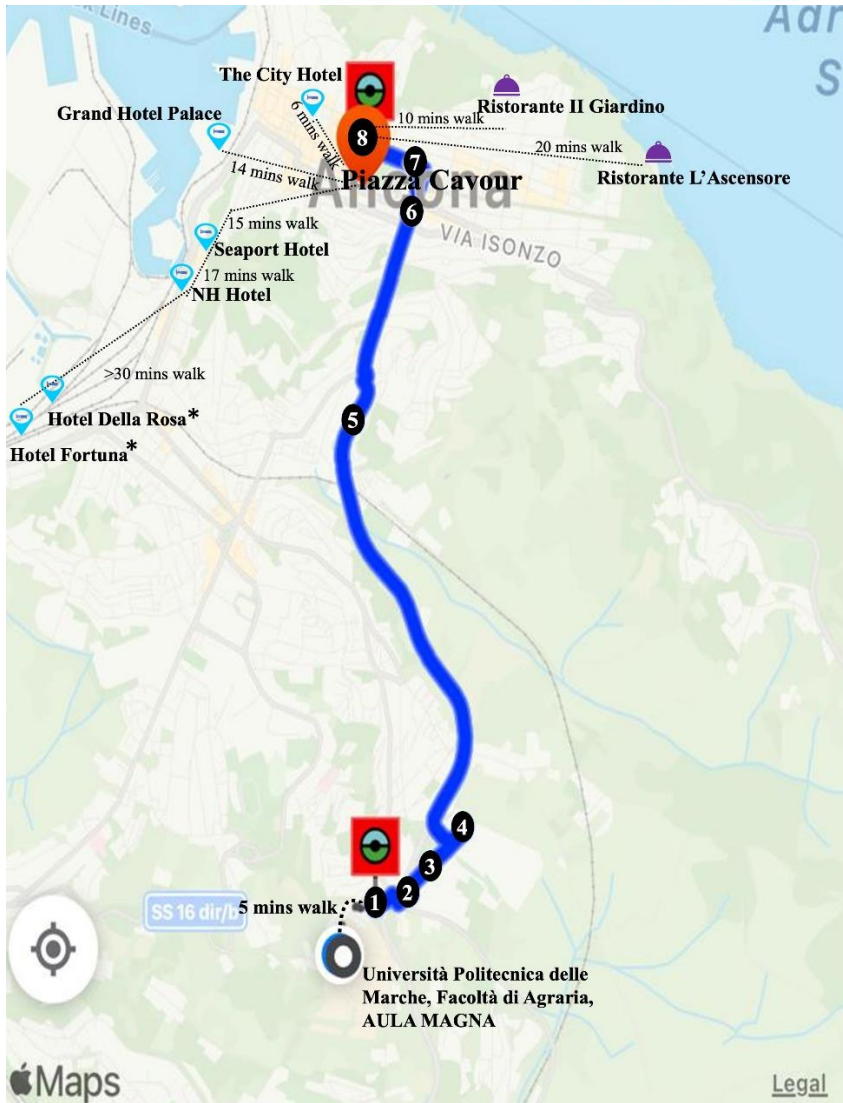 k Lines
Adr
S
The City Hotel
Grand Hotel Palace
6 mins walk
10 mins walk
Ristorante II Giardino
8
20 mins walk
7
14 mins walk
Piazza Cavour
Ristorante L'Ascensore
Ancona
6
15 mins walk
VIA ISONZO
Seaport Hotel
17 mins walk
NH Hotel
>30 mins walk
Hotel Della Rosa*
5
Hotel Fortuna*
4
3
2
1
SS 16 dir/b
5 mins walk
Università Politecnica delle
Marche, Facoltà di Agraria,
AULA MAGNA
Maps
Legal